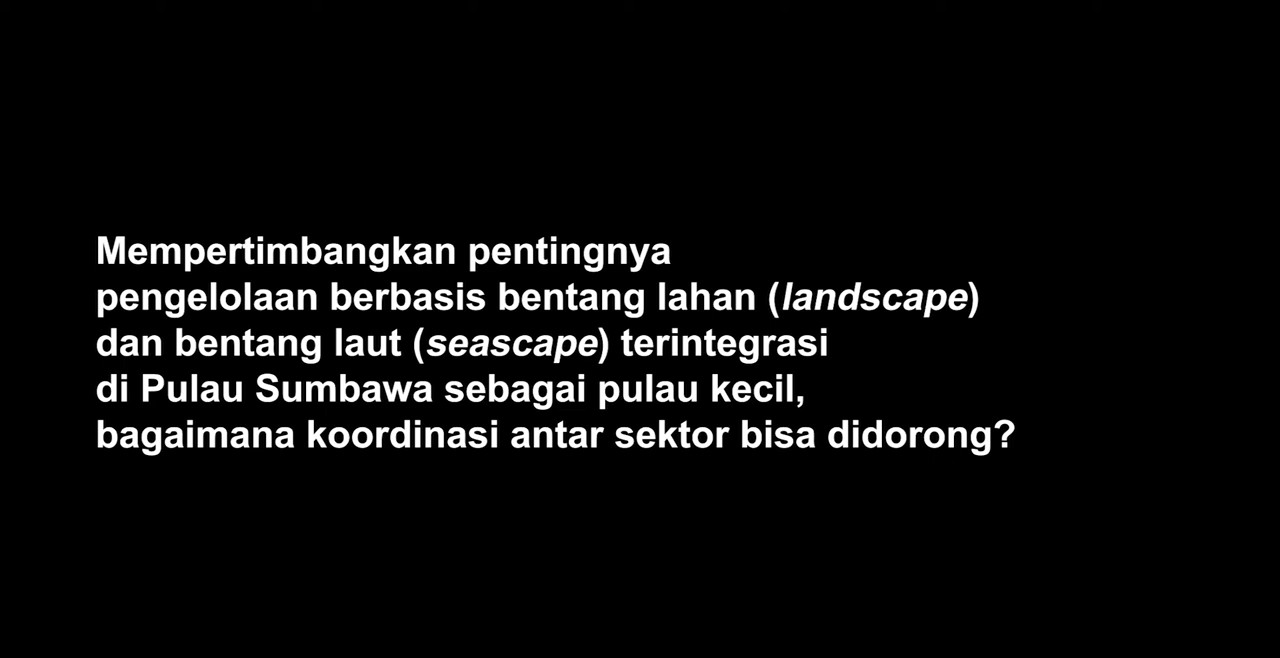 Mempertimbangkan pentingnya
pengelolaan berbasis bentang lahan (landscape)
dan bentang laut (seascape) terintegrasi
di Pulau Sumbawa sebagai pulau kecil,
bagaimana koordinasi antar sektor bisa didorong?